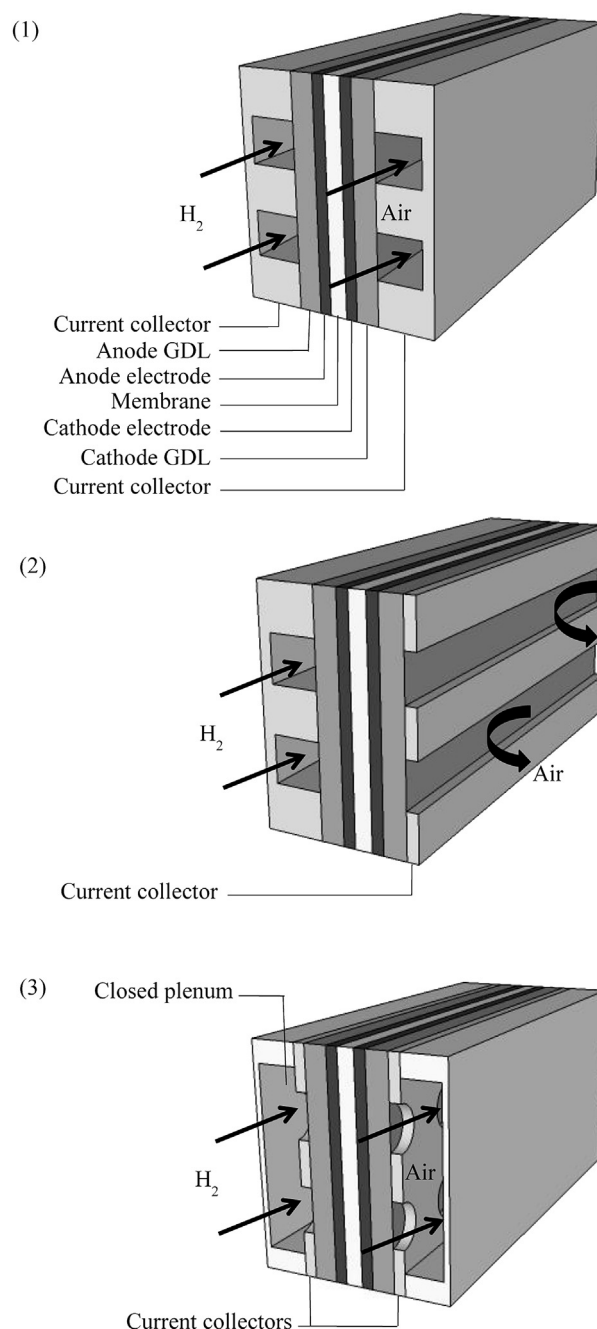 (1)
H2
Air
Current collector
Anode GDL
Anode electrode
Membrane
Cathode electrode
Cathode GDL
Current collector
(2)
H2
Air
Current collector
(3)
Closed plenum
H2
Air
Current collectors